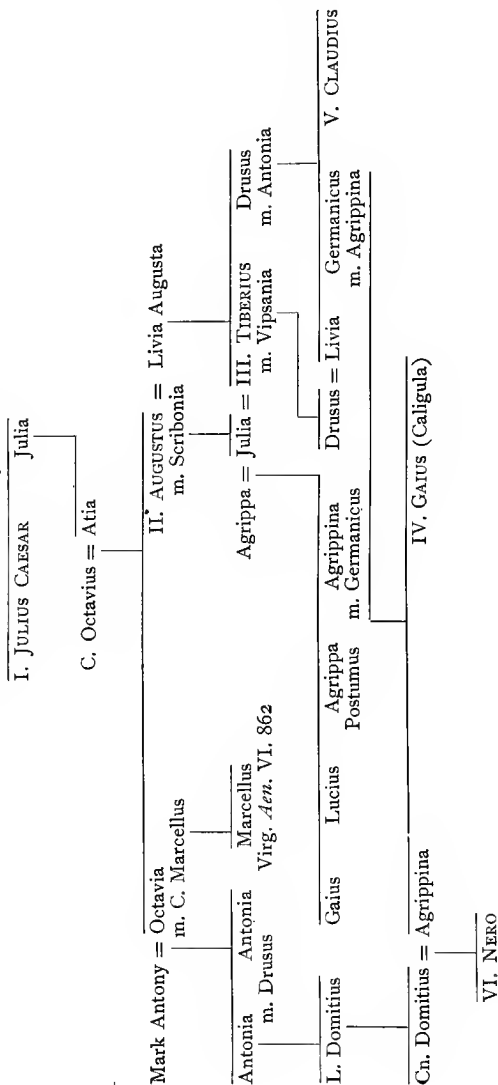 I. JULIUS CAESAR Julia
C. Octavius = Atia
Mark Antony = Octavia II. AUGUSTUS = Livia Augusta
m. C. Marcellus m. Scribonia
Antonia Antonia Marcellus Agrippa = Julia = III. TIBERIUS Drusus
m. Drusus Virg. Aen. VI. 862 m. Vipsania m. Antonia
L. Domitius Gaius Lucius Agrippa Agrippina Drusus = Livia Germanicus V. CLAUDIUS
Postumus m. Germanicus m. Agrippina
Cn. Domitius = Agrippina IV. GAIUS (Caligula)
VI. NERO